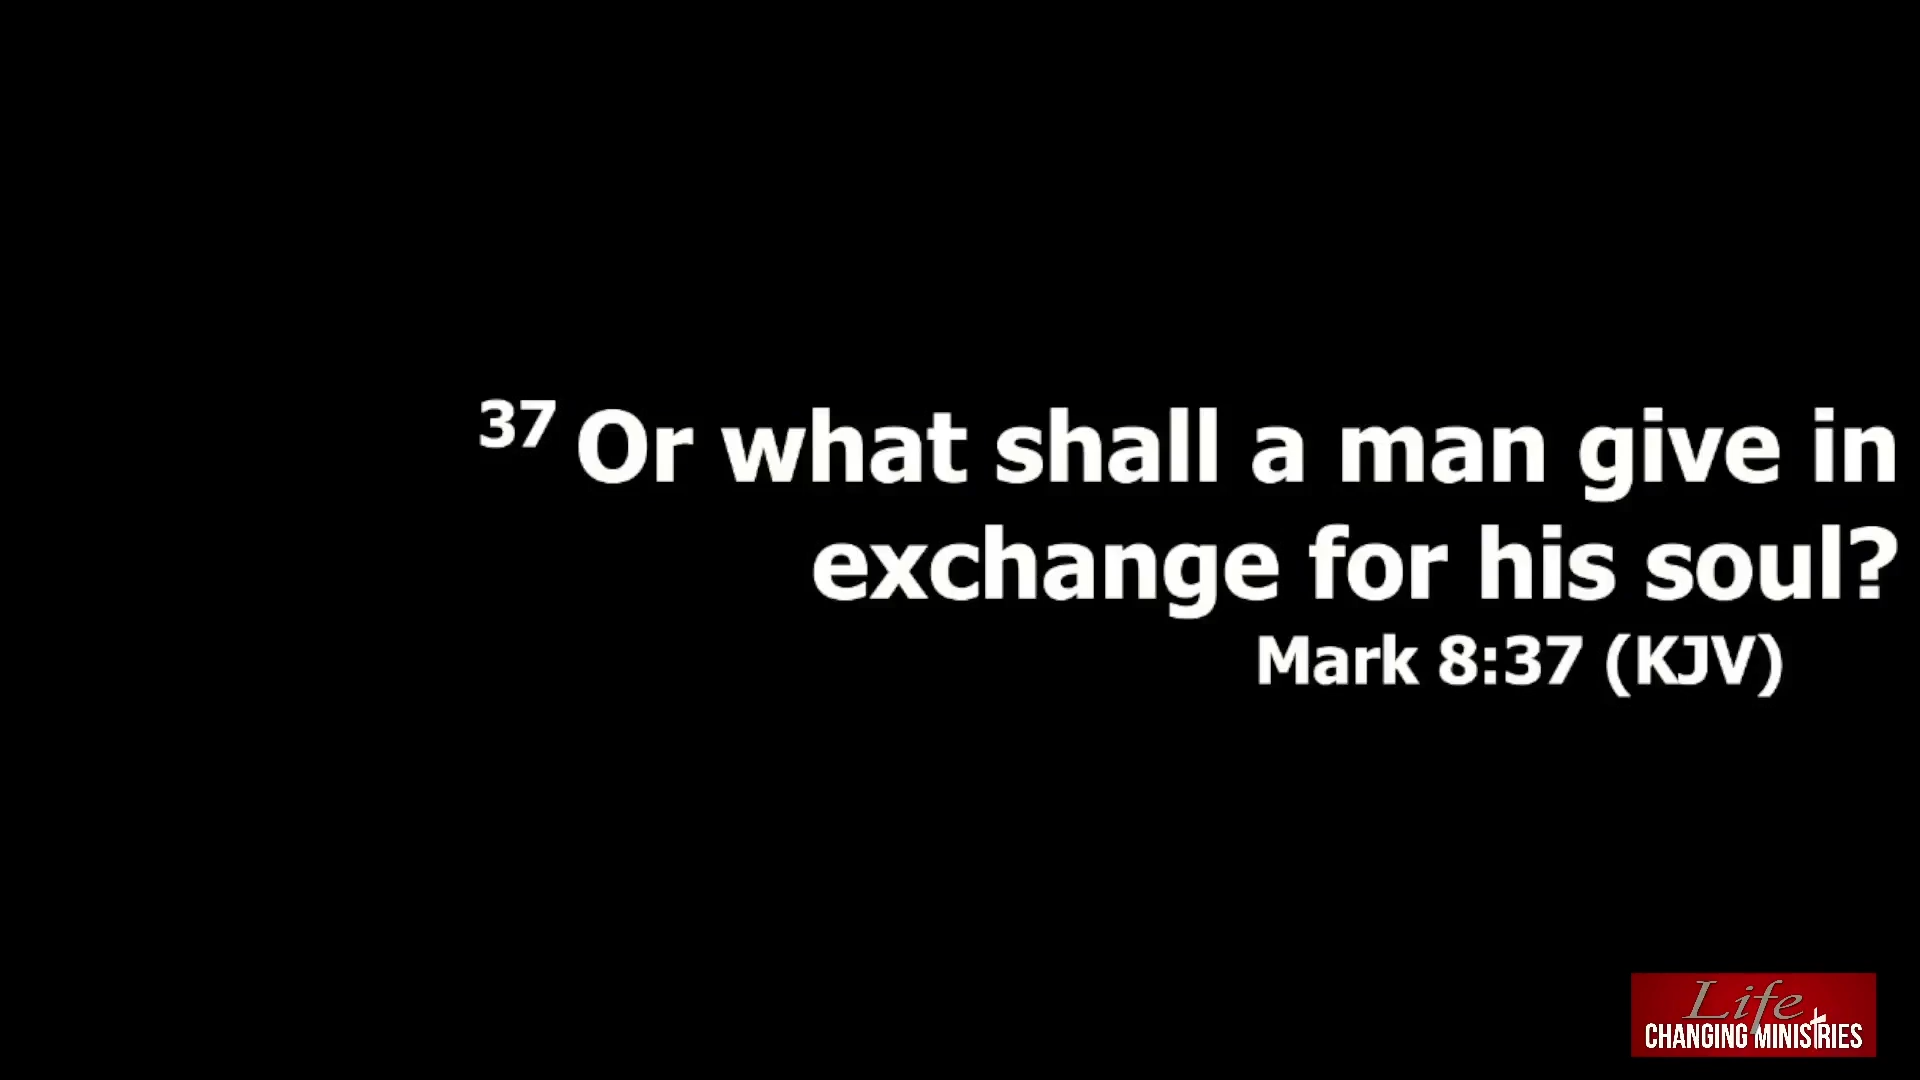 37 Or what shall a man give in
exchange for his soul?
Mark 8:37 (KJV)
Life
CHANGING MINISTRIES